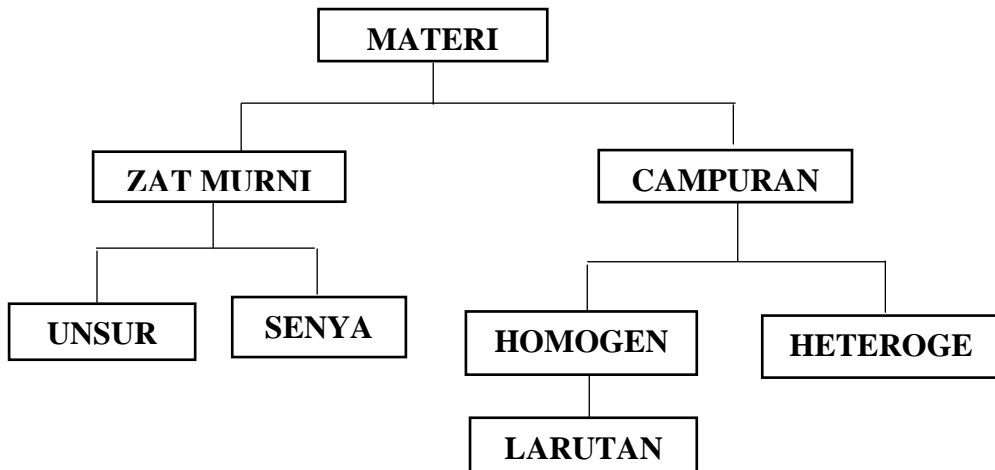 MATERI
ZAT MURNI
CAMPURAN
UNSUR
SENYA
HOMOGEN
HETEROGE
LARUTAN